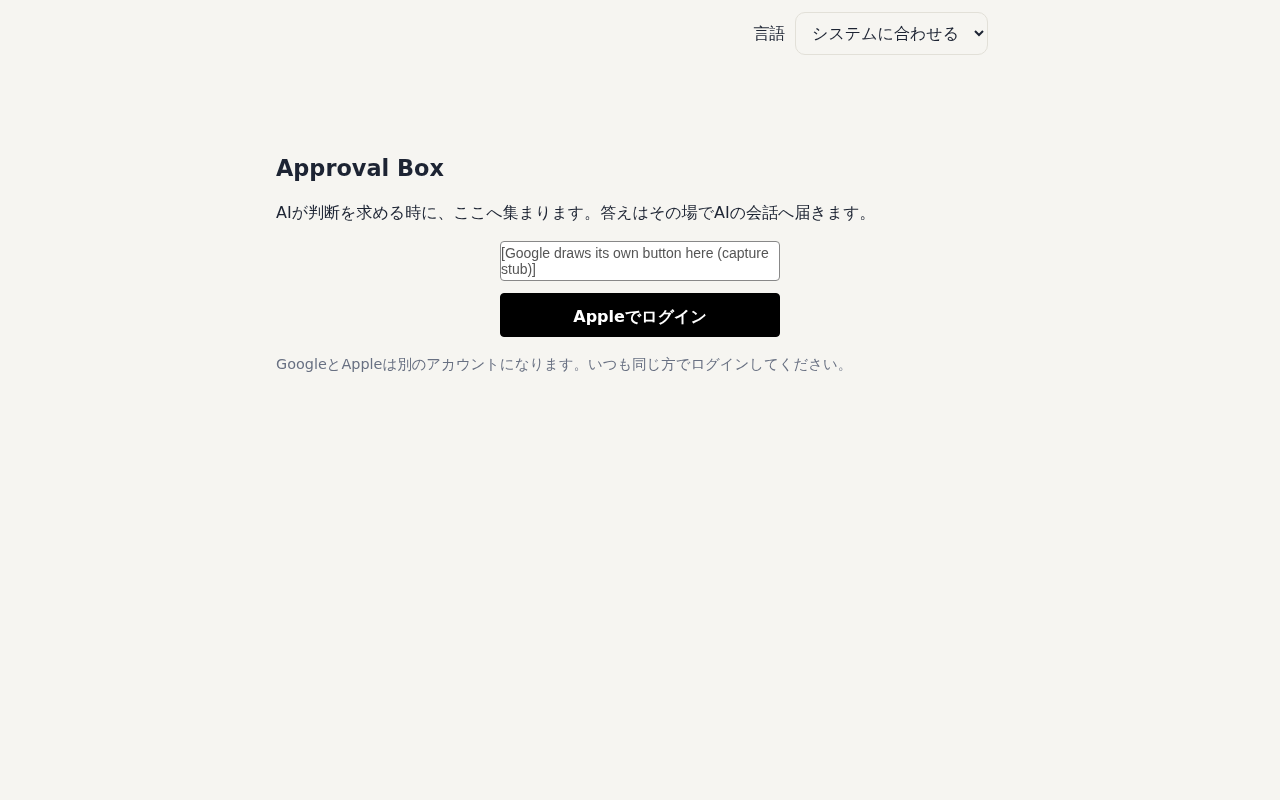 言語 システムに合わせる
Approval Box
AIが判断を求める時に、ここへ集まります。答えはその場でAIの会話へ届きます。
[Google draws its own button here (capture
stub)]
Appleでログイン
GoogleとAppleは別のアカウントになります。いつも同じ方でログインしてください。